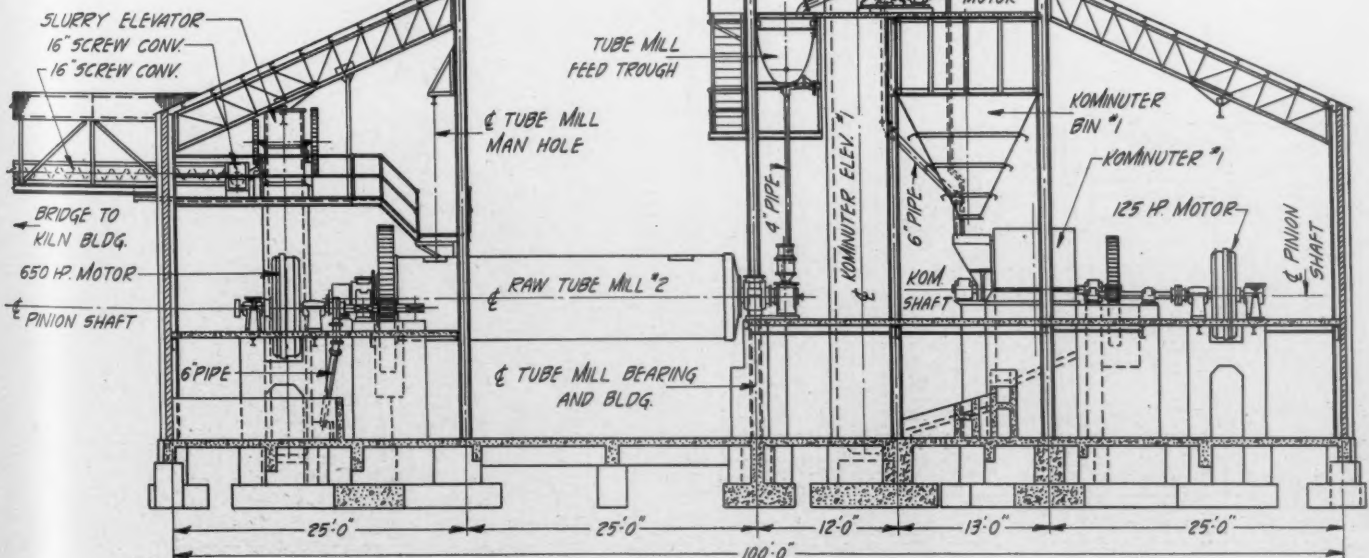 MOTOR
SLURRY ELEVATOR
16" SCREW CONV.
16" SCREW CONV.
TUBE MILL
FEED TROUGH
℄ TUBE MILL
MAN HOLE
KOMINUTER
BIN #1
KOMINUTER #1
BRIDGE TO
KILN BLDG.
650 HP. MOTOR
℄
PINION SHAFT
6" PIPE
℄ RAW TUBE MILL #2
4" PIPE
℄ KOMINUTER ELEV. #1
6" PIPE
KOM.
SHAFT
125 HP. MOTOR
℄ PINION
SHAFT
℄ TUBE MILL BEARING
AND BLDG.
25'-0"
25'-0"
12'-0"
13'-0"
25'-0"
100'-0"